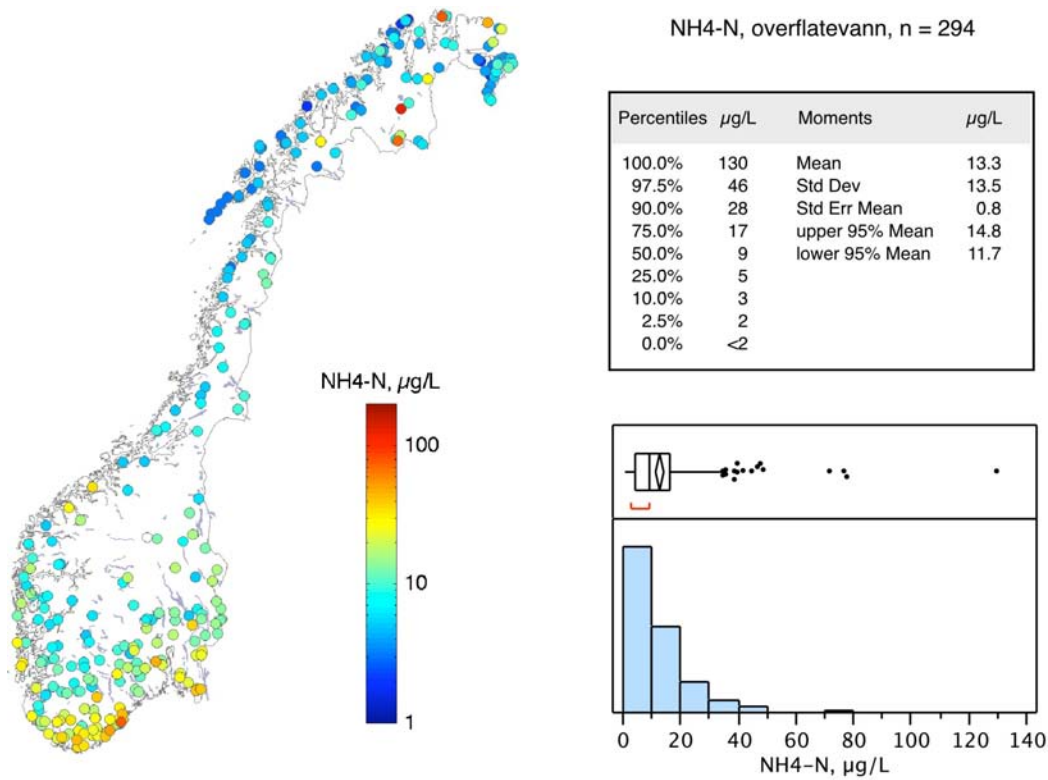 NH4-N, overflatevann, n = 294
Percentiles µg/L Moments µg/L
100.0% 130 Mean 13.3
97.5% 46 Std Dev 13.5
90.0% 28 Std Err Mean 0.8
75.0% 17 upper 95% Mean 14.8
50.0% 9 lower 95% Mean 11.7
25.0% 5
10.0% 3
2.5% 2
0.0% <2
NH4-N, µg/L
100
10
1
0 20 40 60 80 100 120 140
NH4-N, µg/L